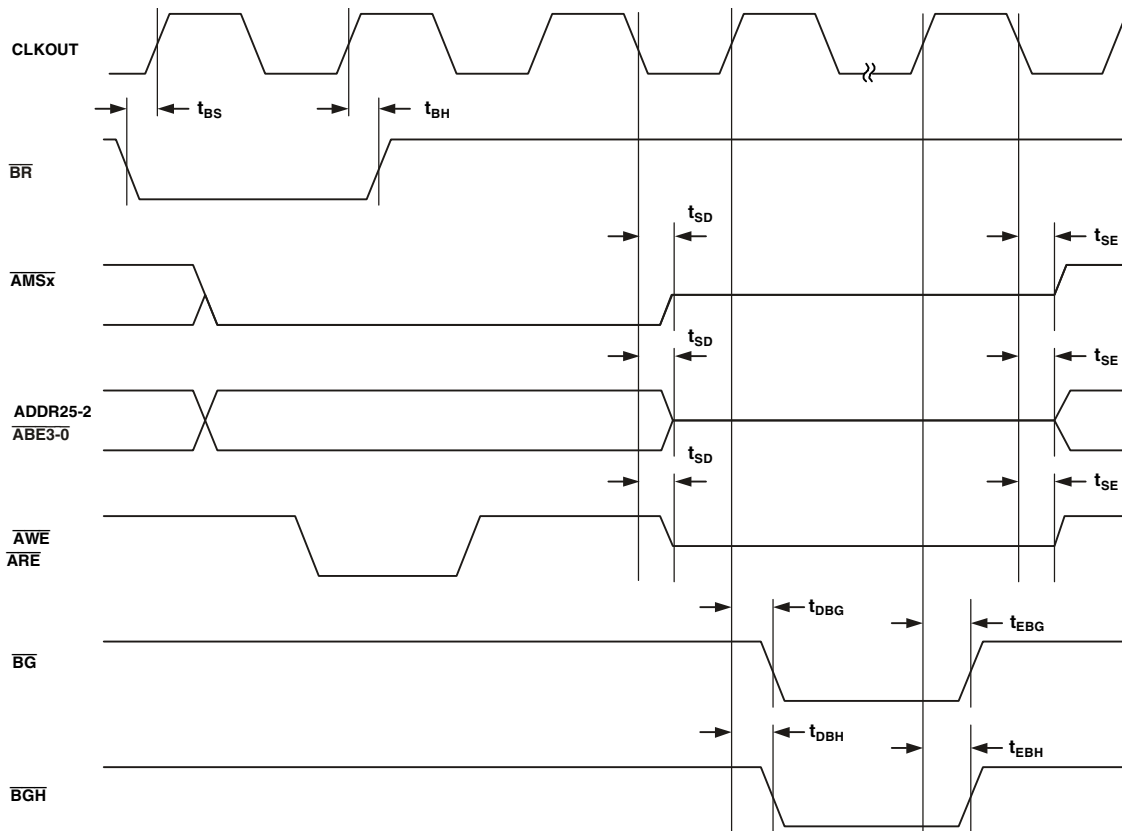 CLKOUT
tBS
tBH
BR
tSD
tSE
AMSx
tSD
tSE
ADDR25-2
ABE3-0
tSD
tSE
AWE
ARE
tDBG
tEBG
BG
tDBH
tEBH
BGH